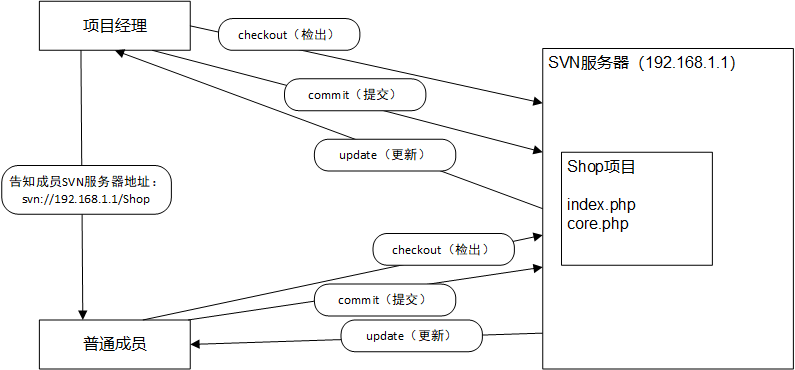 项目经理
checkout（检出）
SVN服务器（192.168.1.1）
commit（提交）
update（更新）
Shop项目
index.php
core.php
告知成员SVN服务器地址：
svn://192.168.1.1/Shop
checkout（检出）
commit（提交）
update（更新）
普通成员